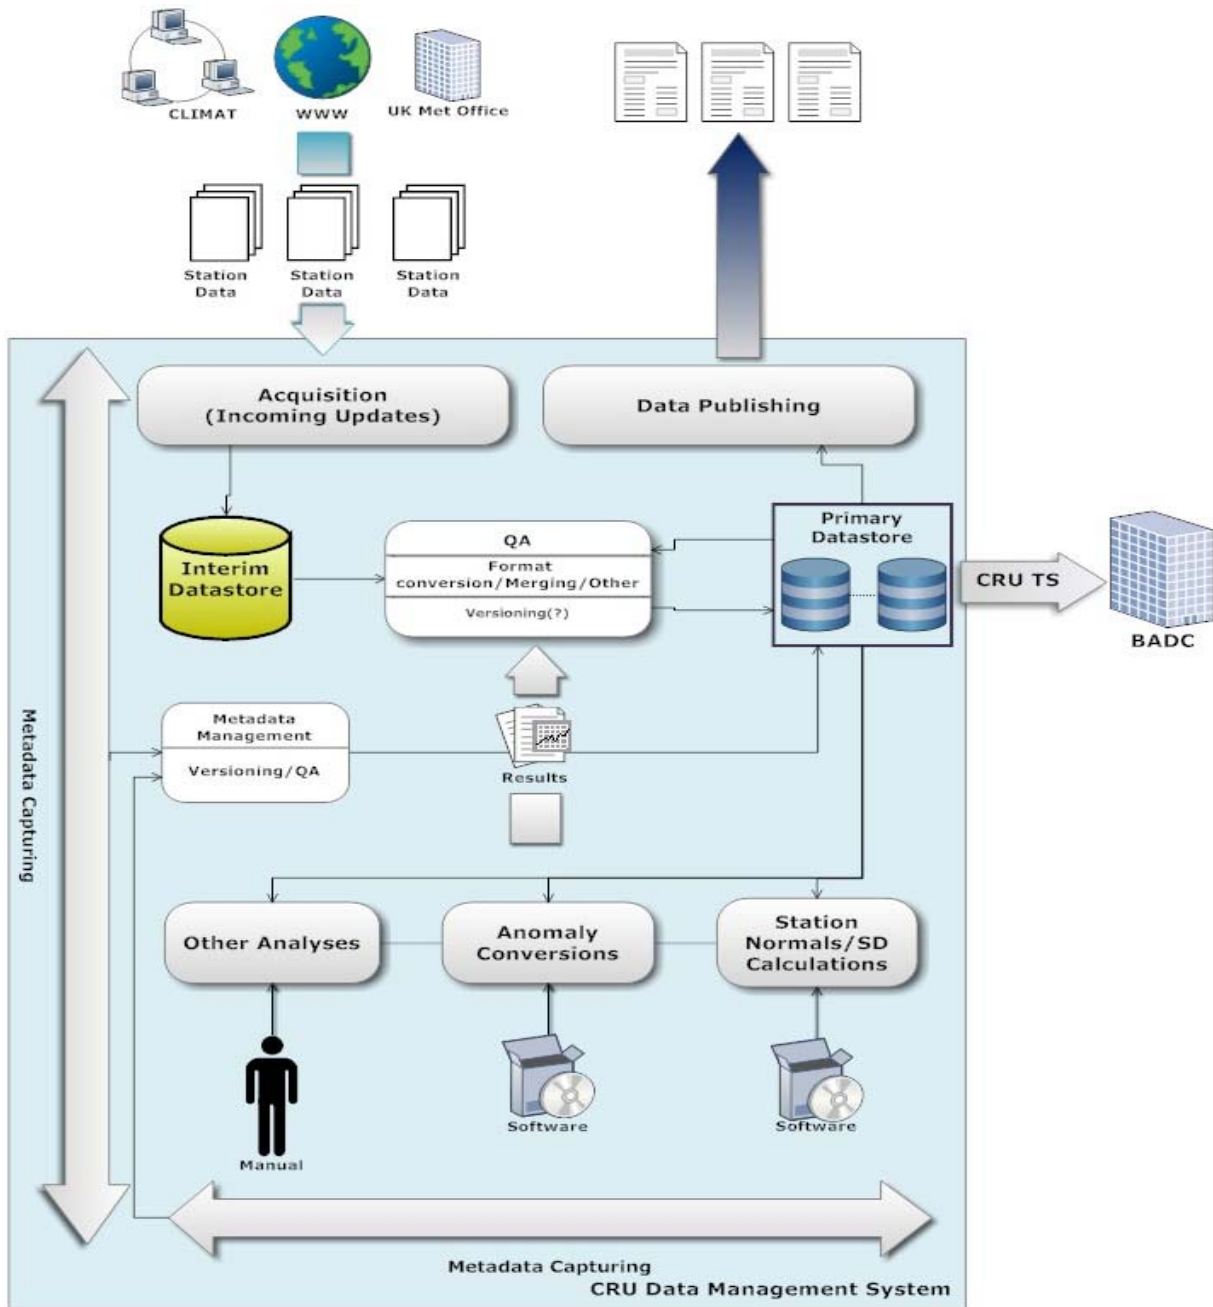 CLIMAT
WWW
UK Met Office
Station
Data
Station
Data
Station
Data
Acquisition
(Incoming Updates)
Data Publishing
Interim
Datastore
QA
Format
conversion/Merging/Other
Versioning(?)
Primary
Datastore
CRU TS
BADC
Metadata
Management
Versioning/QA
Results
Metadata Capturing
Other Analyses
Anomaly
Conversions
Station
Normals/SD
Calculations
Manual
Software
Software
Metadata Capturing
CRU Data Management System